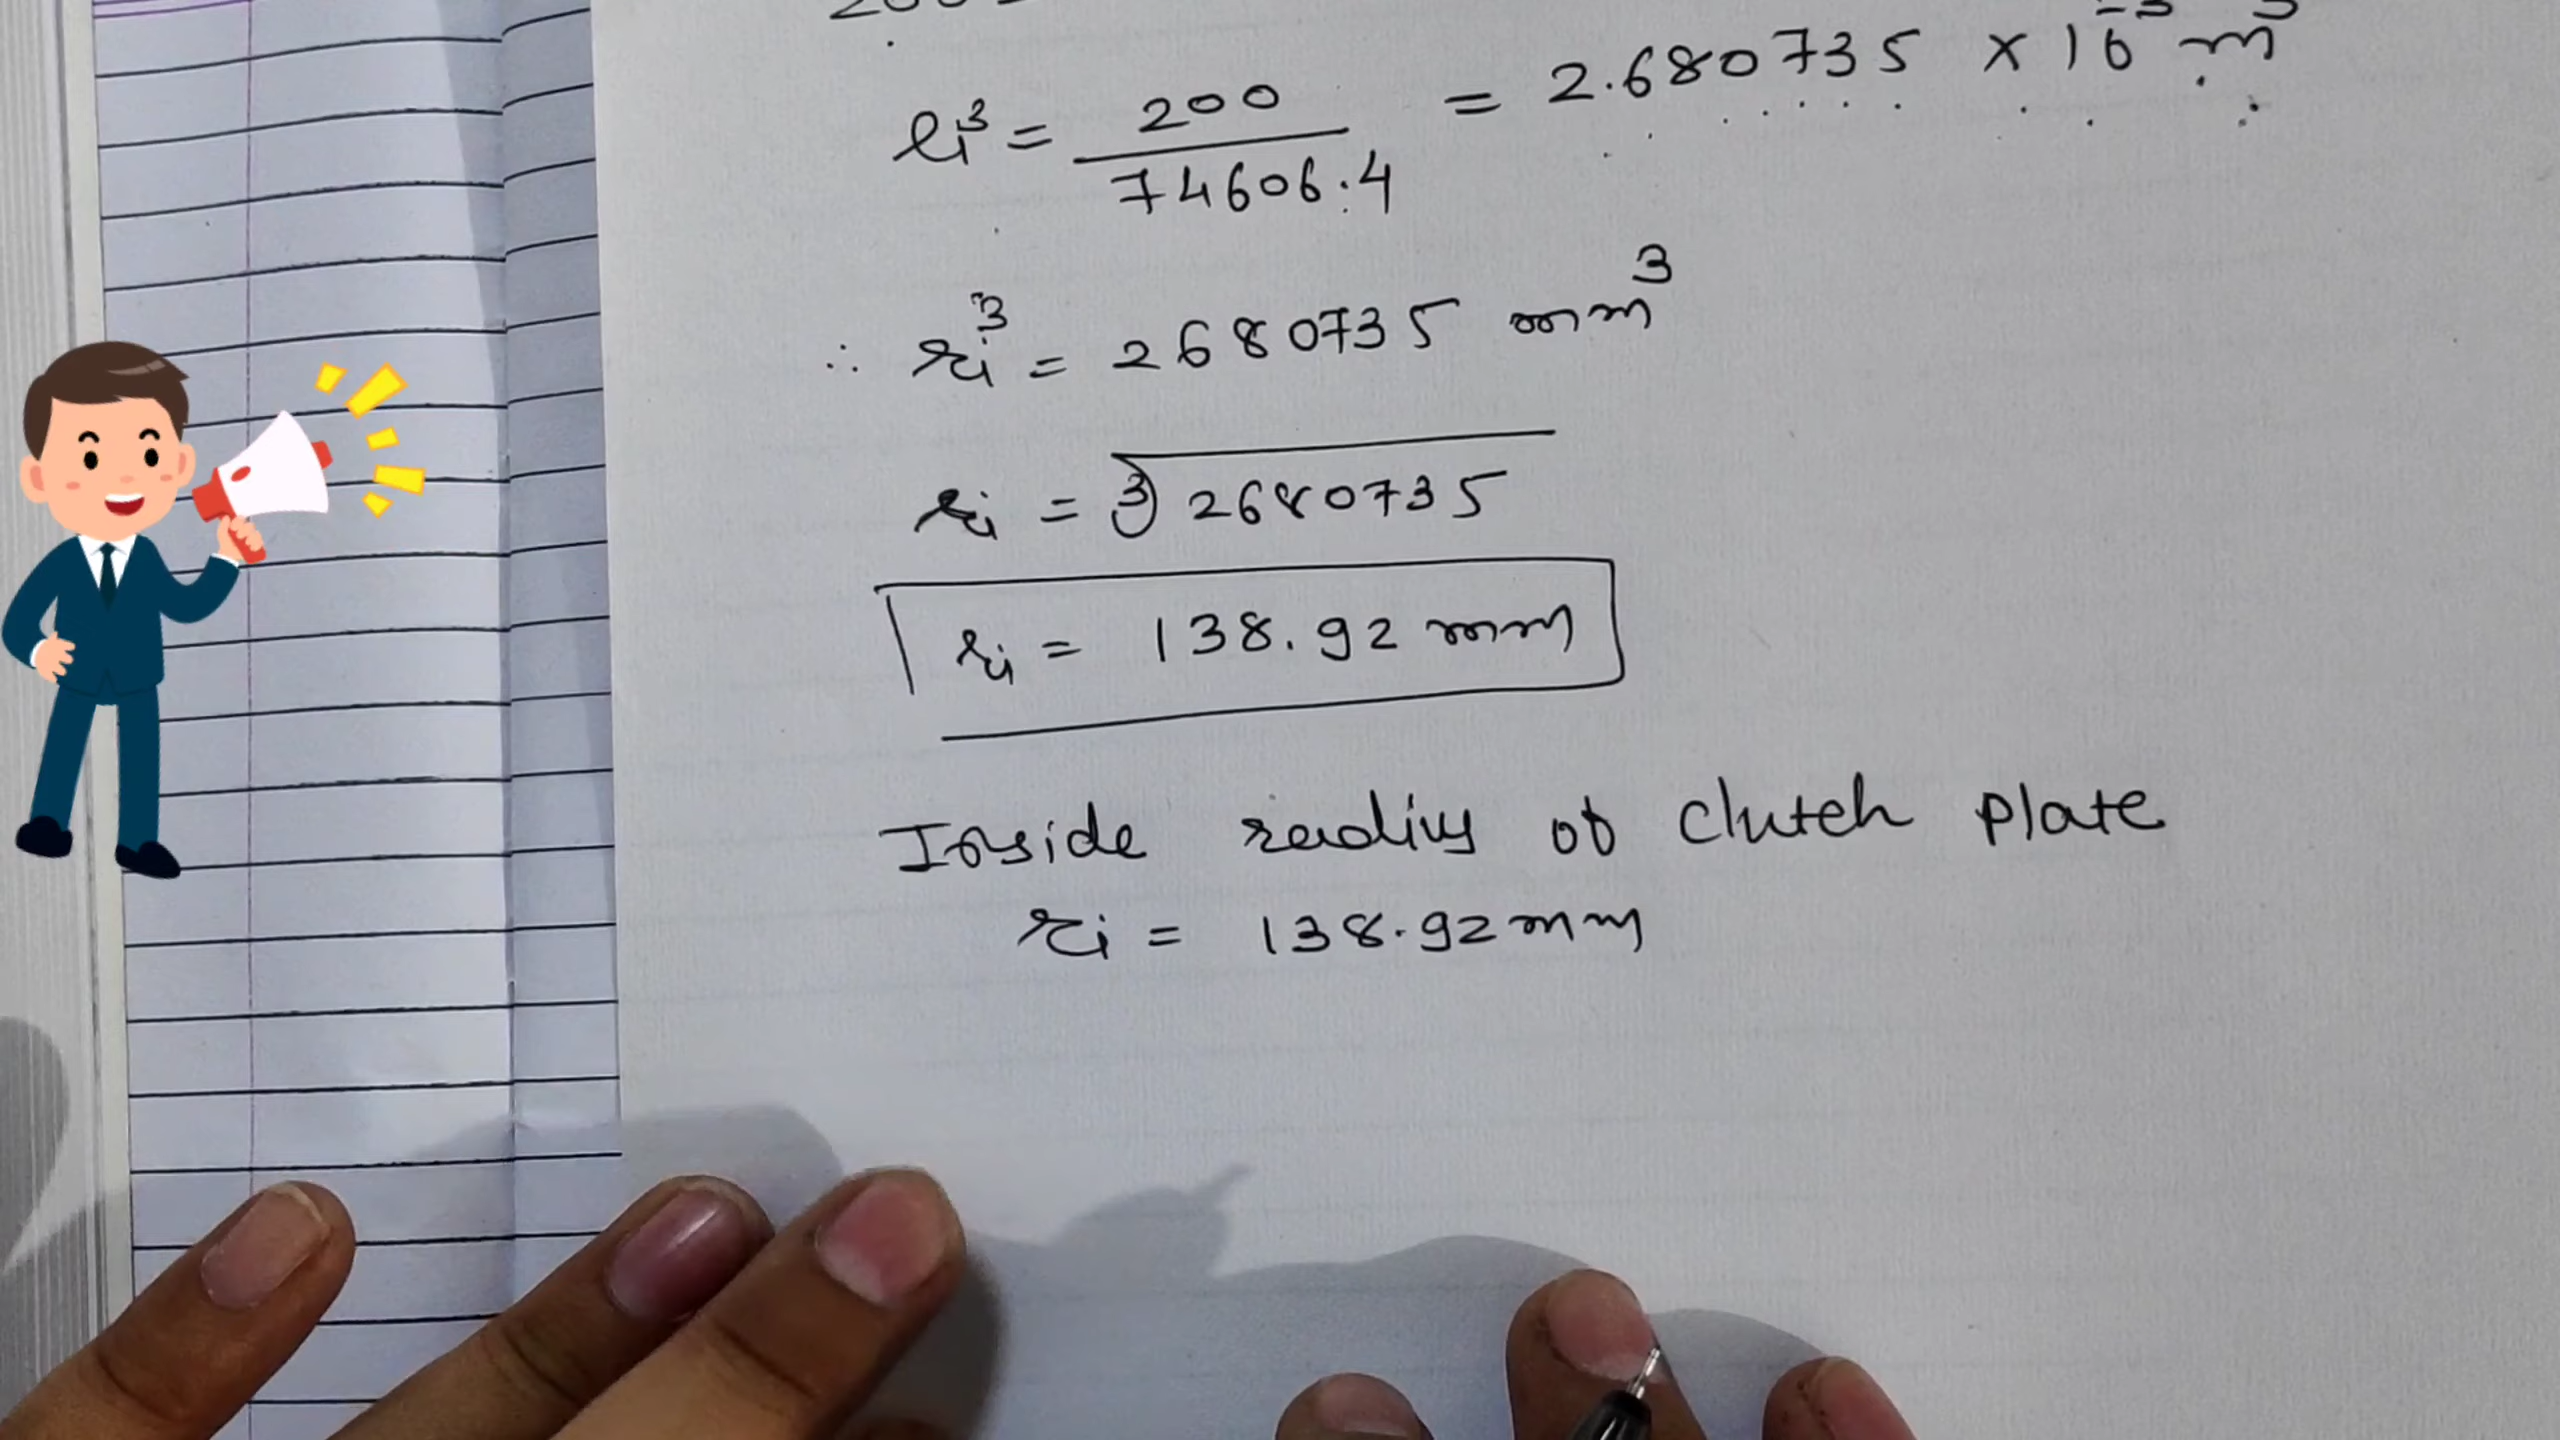 ri³ = 200 / 74606.4 = 2.680735 × 10⁻³ m³
∴ ri³ = 2680735 mm³
ri = ∛2680735
ri = 138.92 mm
Inside radius of clutch plate
ri = 138.92 mm